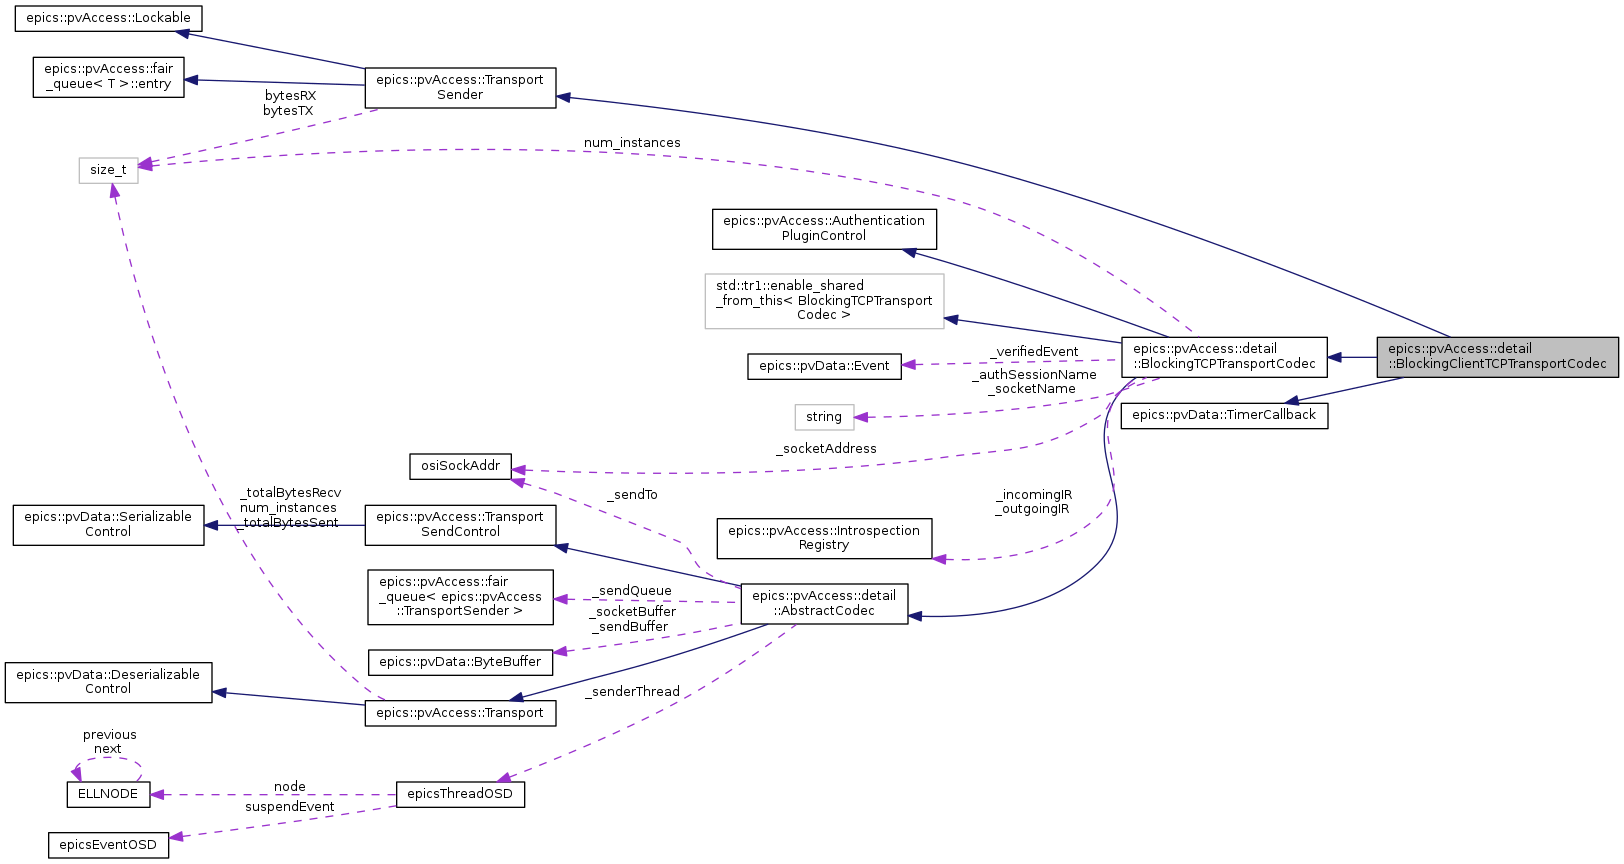 epics::pvAccess::Lockable
epics::pvAccess::fair
_queue< T >::entry
epics::pvAccess::Transport
Sender
bytesRX
bytesTX
num_instances
size_t
epics::pvAccess::Authentication
PluginControl
std::tr1::enable_shared
_from_this< BlockingTCPTransport
Codec >
epics::pvAccess::detail
::BlockingTCPTransportCodec
epics::pvAccess::detail
::BlockingClientTCPTransportCodec
_verifiedEvent
epics::pvData::Event
_authSessionName
_socketName
string
epics::pvData::TimerCallback
_socketAddress
osiSockAddr
_sendTo
_totalBytesRecv
num_instances
_totalBytesSent
_incomingIR
_outgoingIR
epics::pvData::Serializable
Control
epics::pvAccess::Transport
SendControl
epics::pvAccess::Introspection
Registry
epics::pvAccess::fair
_queue< epics::pvAccess
::TransportSender >
_sendQueue
_socketBuffer
_sendBuffer
epics::pvAccess::detail
::AbstractCodec
epics::pvData::ByteBuffer
epics::pvData::Deserializable
Control
_senderThread
epics::pvAccess::Transport
previous
next
ELLNODE
node
suspendEvent
epicsThreadOSD
epicsEventOSD